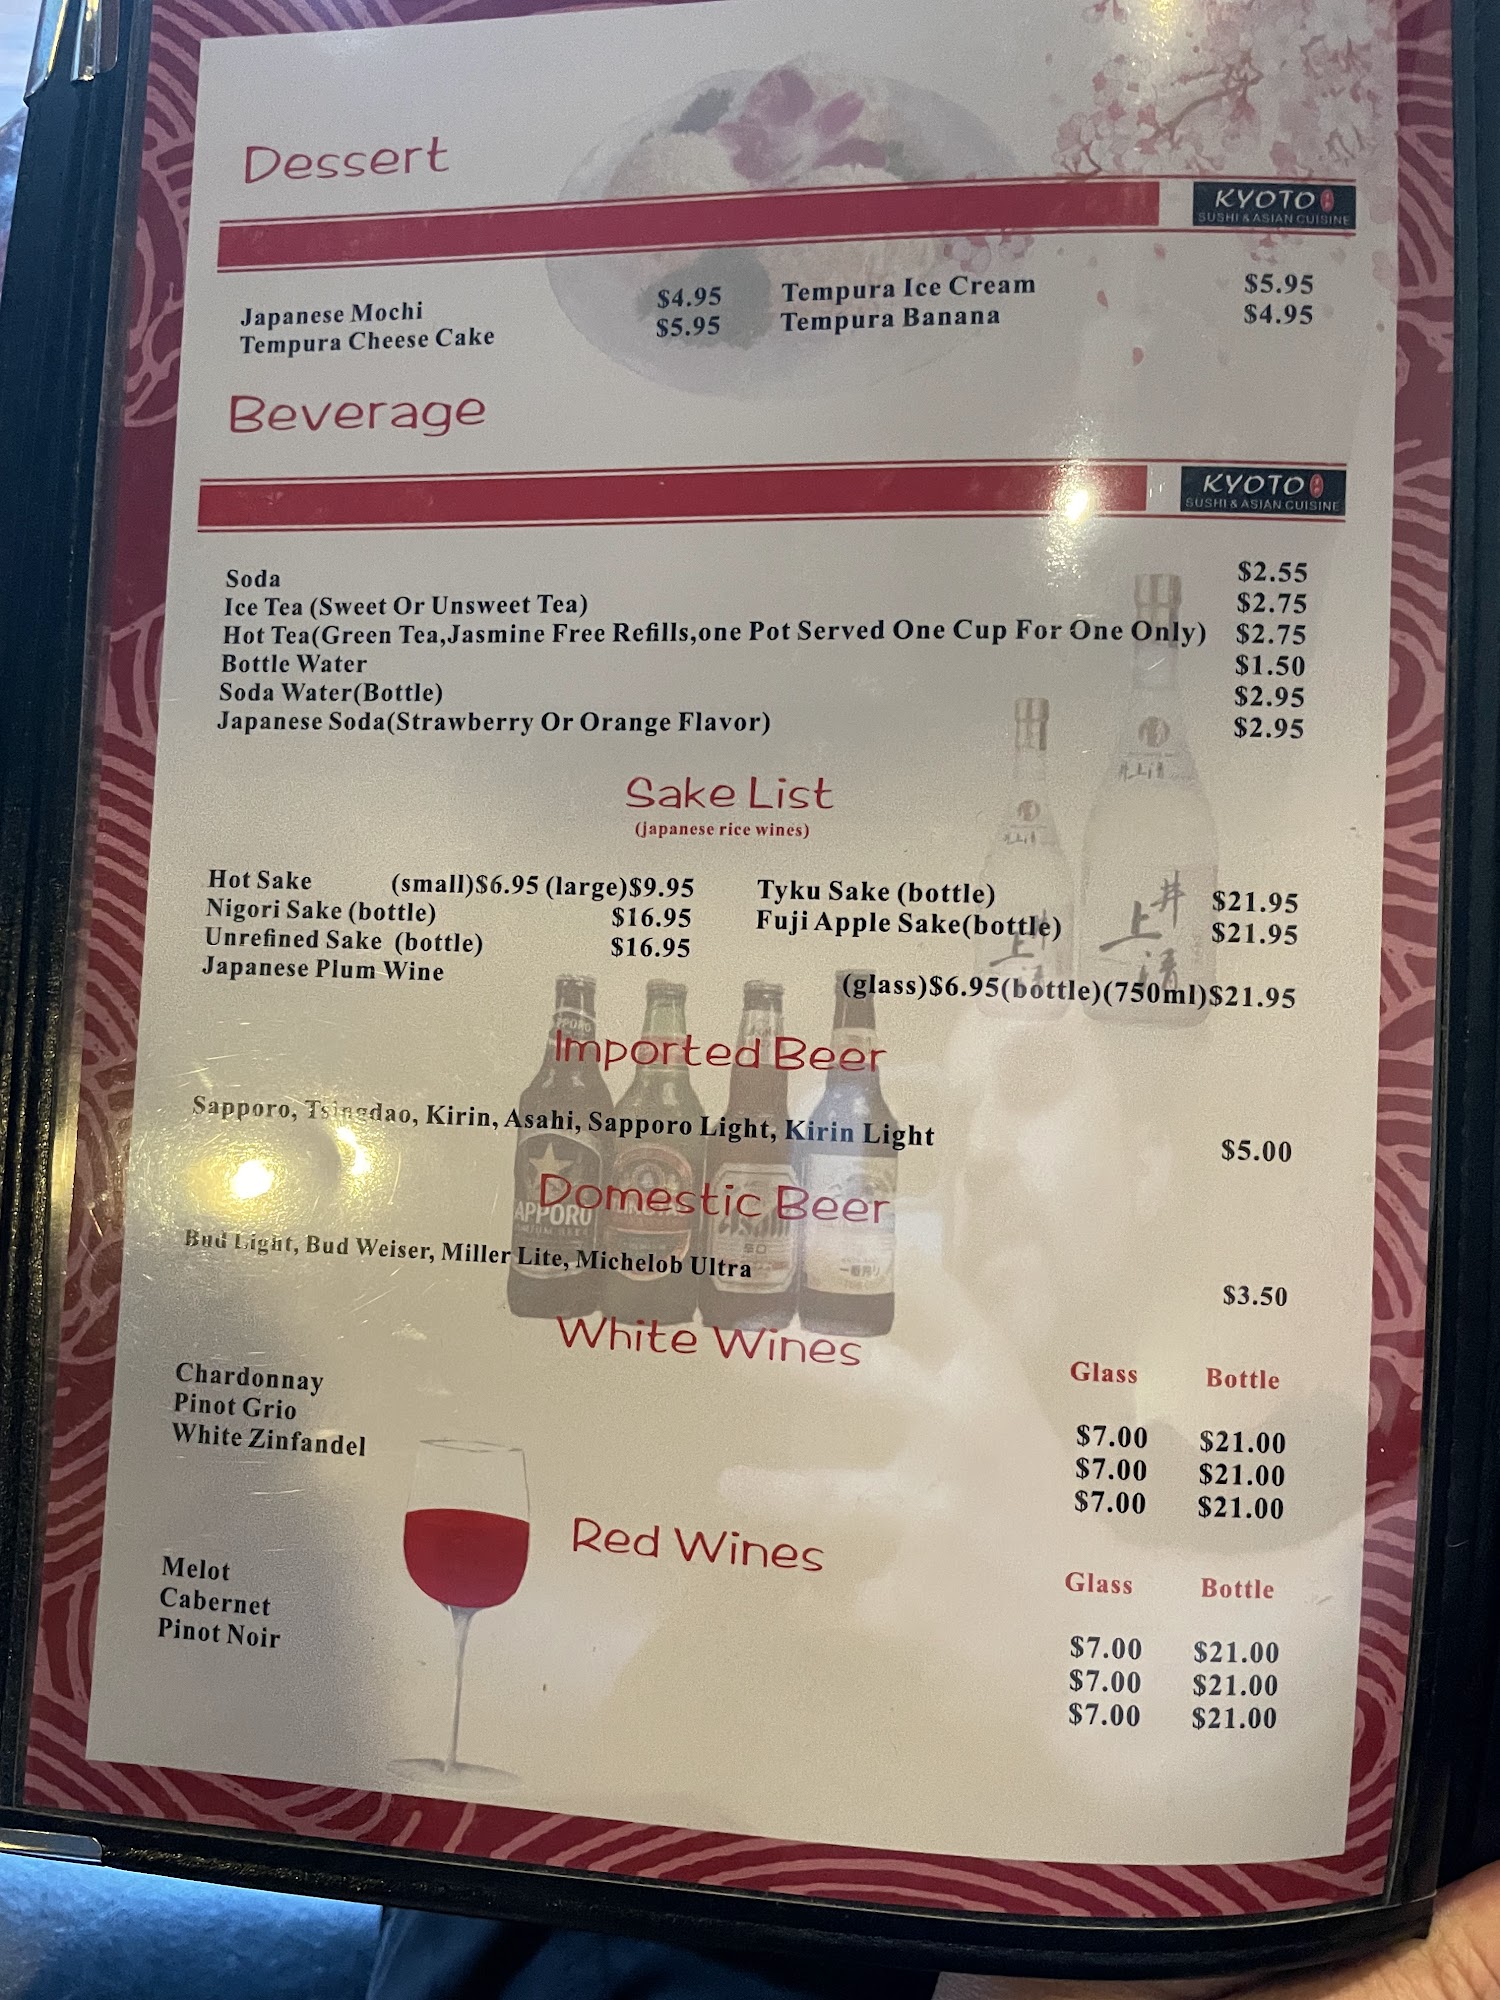 Dessert
KYOTO
SUSHI & ASIAN CUISINE
Japanese Mochi $4.95 Tempura Ice Cream $5.95
Tempura Cheese Cake $5.95 Tempura Banana $4.95
Beverage
KYOTO
SUSHI & ASIAN CUISINE
Soda $2.55
Ice Tea (Sweet Or Unsweet Tea) $2.75
Hot Tea(Green Tea,Jasmine Free Refills,one Pot Served One Cup For One Only) $2.75
Bottle Water $1.50
Soda Water(Bottle) $2.95
Japanese Soda(Strawberry Or Orange Flavor) $2.95
Sake List
(japanese rice wines)
Hot Sake (small)$6.95 (large)$9.95 Tyku Sake (bottle) $21.95
Nigori Sake (bottle) $16.95 Fuji Apple Sake(bottle) $21.95
Unrefined Sake (bottle) $16.95
Japanese Plum Wine (glass)$6.95(bottle)(750ml)$21.95
Imported Beer
Sapporo, Tsingdao, Kirin, Asahi, Sapporo Light, Kirin Light $5.00
Domestic Beer
Bud Light, Bud Weiser, Miller Lite, Michelob Ultra $3.50
White Wines
Glass Bottle
Chardonnay $7.00 $21.00
Pinot Grio $7.00 $21.00
White Zinfandel $7.00 $21.00
Red Wines
Glass Bottle
Melot $7.00 $21.00
Cabernet $7.00 $21.00
Pinot Noir $7.00 $21.00